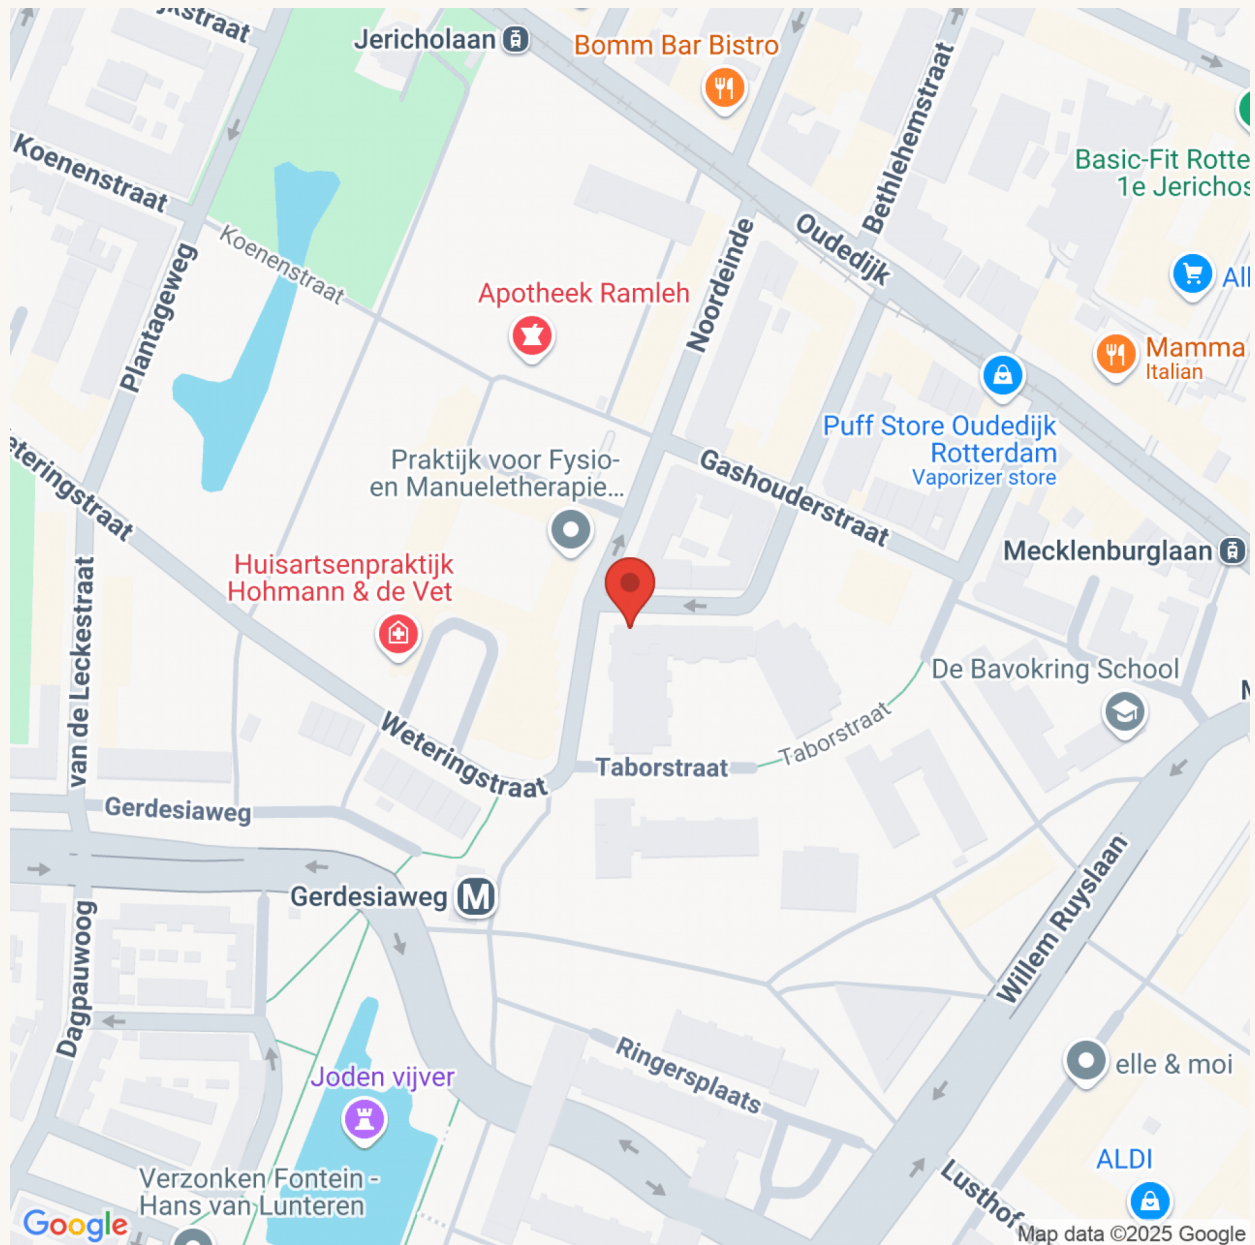 Jericholaan
Bomm Bar Bistro
Bethlehemstraat
Koenenstraat
Basic-Fit Rotte
1e Jerichos
Koenenstraat
Oudedijk
Noordeinde
Plantageweg
Apotheek Ramleh
Mamma
Italian
Puff Store Oudedijk
Rotterdam
Vaporizer store
Praktijk voor Fysio-
en Manueletherapie...
Gashouderstraat
eteringstraat
Mecklenburglaan
Huisartsenpraktijk
Hohmann & de Vet
van de Leckestraat
De Bavokring School
Weteringstraat
Taborstraat
Taborstraat
Gerdesiaweg
Gerdesiaweg
M
Willem Ruyslaan
Dagpauwoog
Ringersplaats
elle & moi
Joden vijver
ALDI
Verzonken Fontein -
Hans van Lunteren
Lusthof
Google
Map data ©2025 Google